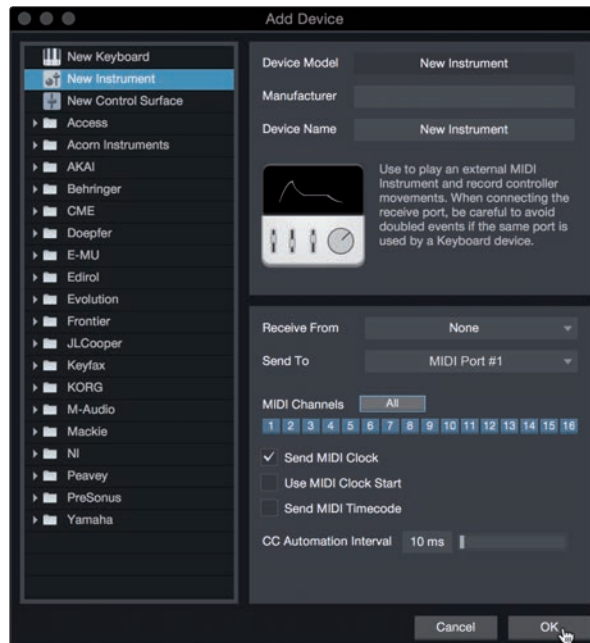 Add Device
New Keyboard
New Instrument
New Control Surface
Access
Acorn Instruments
AKAI
Behringer
CME
Doepfer
E-MU
Edirol
Evolution
Frontier
JLCooper
Keyfax
KORG
M-Audio
Mackie
NI
Peavey
PreSonus
Yamaha
Device Model New Instrument
Manufacturer
Device Name New Instrument
Use to play an external MIDI
Instrument and record controller
movements. When connecting the
receive port, be careful to avoid
doubled events if the same port is
used by a Keyboard device.
Receive From None
Send To MIDI Port #1
MIDI Channels All
1 2 3 4 5 6 7 8 9 10 11 12 13 14 15 16
Send MIDI Clock
Use MIDI Clock Start
Send MIDI Timecode
CC Automation Interval 10 ms
Cancel OK